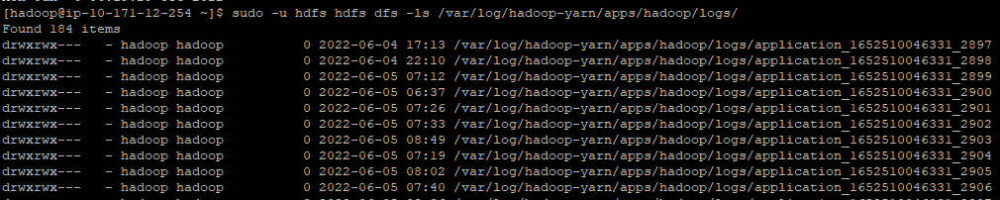 [hadoop@ip-10-171-12-254 ~]$ sudo -u hdfs hdfs dfs -ls /var/log/hadoop-yarn/apps/hadoop/logs/
Found 184 items
drwxrwx---   - hadoop hadoop          0 2022-06-04 17:13 /var/log/hadoop-yarn/apps/hadoop/logs/application_1652510046331_2897
drwxrwx---   - hadoop hadoop          0 2022-06-04 22:10 /var/log/hadoop-yarn/apps/hadoop/logs/application_1652510046331_2898
drwxrwx---   - hadoop hadoop          0 2022-06-05 07:12 /var/log/hadoop-yarn/apps/hadoop/logs/application_1652510046331_2899
drwxrwx---   - hadoop hadoop          0 2022-06-05 06:37 /var/log/hadoop-yarn/apps/hadoop/logs/application_1652510046331_2900
drwxrwx---   - hadoop hadoop          0 2022-06-05 07:26 /var/log/hadoop-yarn/apps/hadoop/logs/application_1652510046331_2901
drwxrwx---   - hadoop hadoop          0 2022-06-05 07:33 /var/log/hadoop-yarn/apps/hadoop/logs/application_1652510046331_2902
drwxrwx---   - hadoop hadoop          0 2022-06-05 08:49 /var/log/hadoop-yarn/apps/hadoop/logs/application_1652510046331_2903
drwxrwx---   - hadoop hadoop          0 2022-06-05 07:19 /var/log/hadoop-yarn/apps/hadoop/logs/application_1652510046331_2904
drwxrwx---   - hadoop hadoop          0 2022-06-05 08:02 /var/log/hadoop-yarn/apps/hadoop/logs/application_1652510046331_2905
drwxrwx---   - hadoop hadoop          0 2022-06-05 07:40 /var/log/hadoop-yarn/apps/hadoop/logs/application_1652510046331_2906